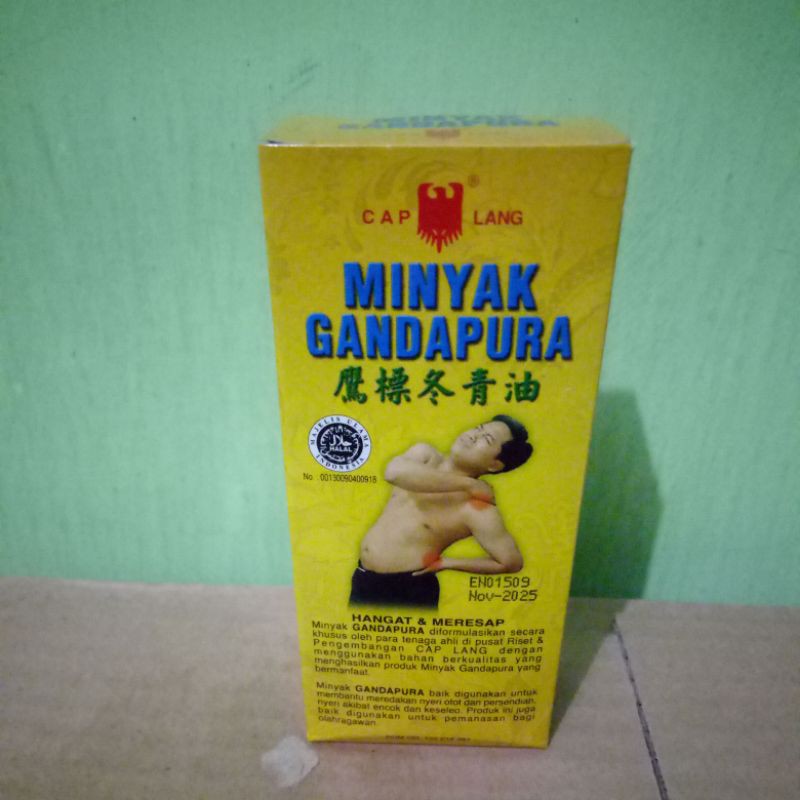 MINYAK
GANDAPURA
CAP LANG
®
MINYAK
GANDAPURA
鷹標冬青油
MAJELIS ULAMA
HALAL
INDONESIA
No. : 00130090400918
EN01509
Nov-2025
HANGAT & MERESAP
Minyak GANDAPURA diformulasikan secara
khusus oleh para tenaga ahli di pusat Riset &
Pengembangan CAP LANG dengan
menggunakan bahan berkualitas yang
menghasilkan produk Minyak Gandapura yang
bermanfaat.
Minyak GANDAPURA baik digunakan untuk
membantu meredakan nyeri otot dan persendian,
nyeri akibat encok dan keseleo. Produk ini juga
baik digunakan untuk pemanasan bagi
olahragawan.